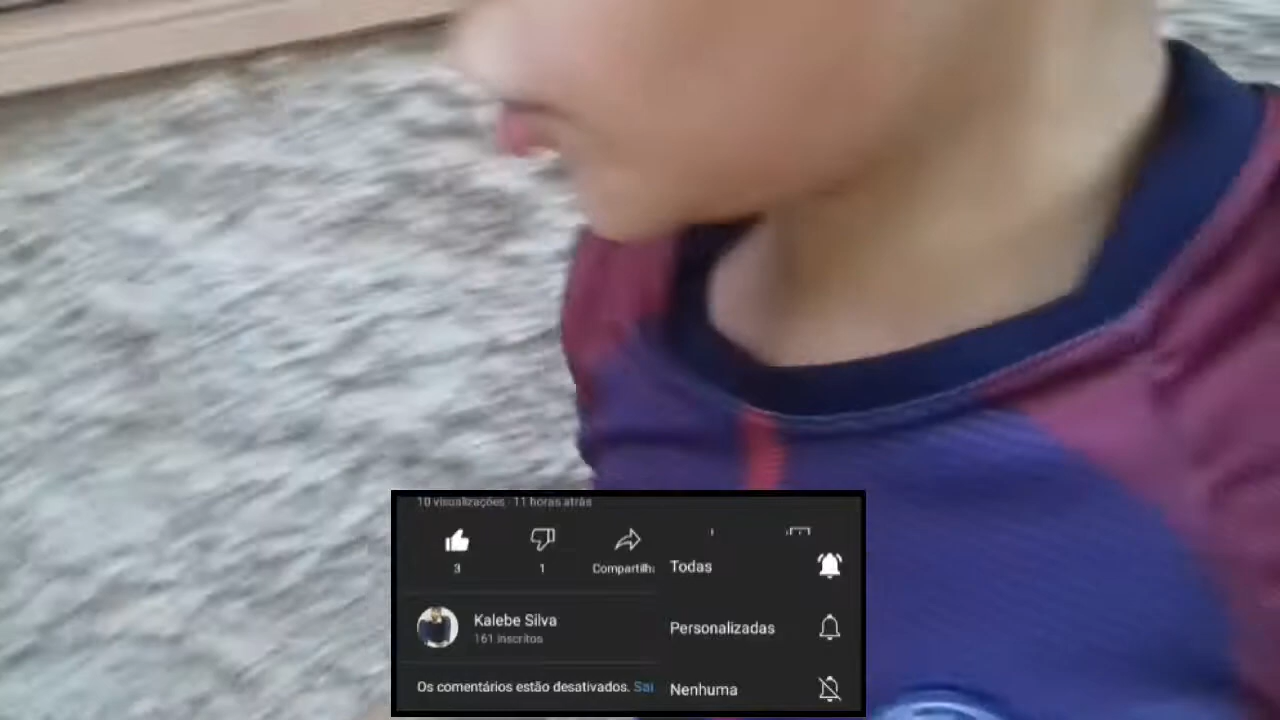 10 visualizações · 11 horas atrás
3
1
Compartilh
Todas
Kalebe Silva
161 inscritos
Personalizadas
Os comentários estão desativados. Sai
Nenhuma